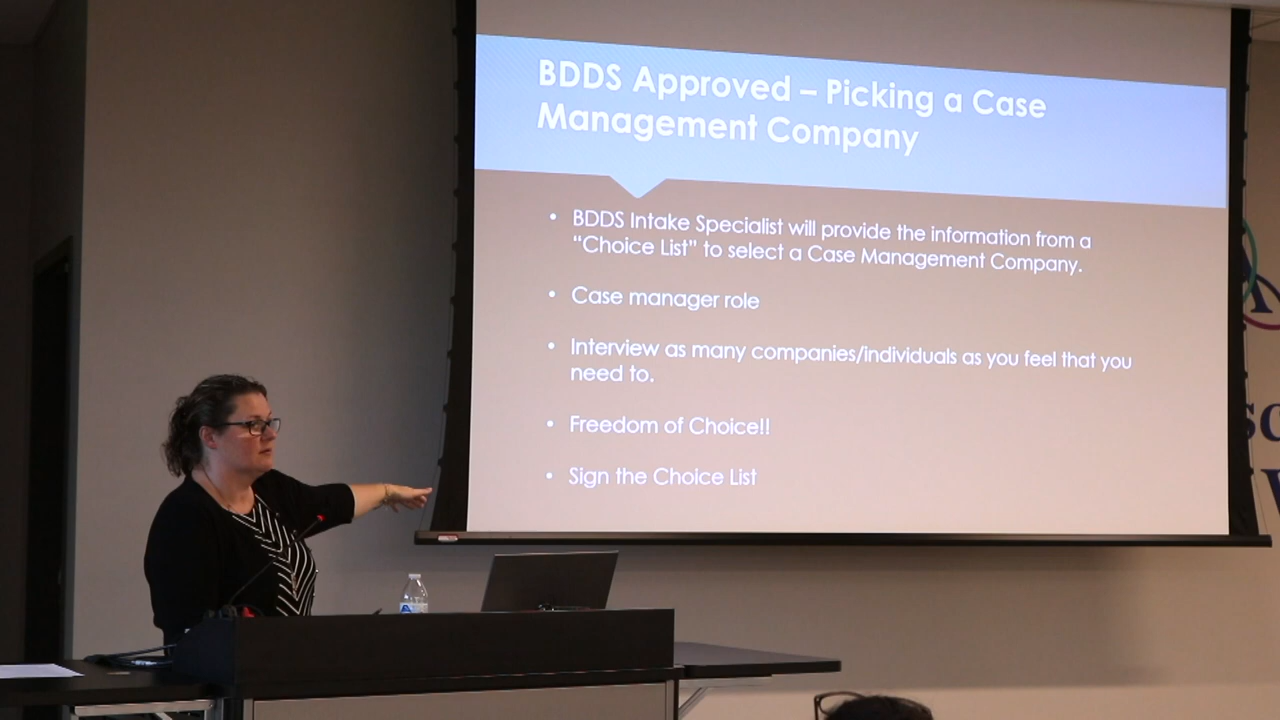 BDDS Approved – Picking a Case
Management Company
• BDDS Intake Specialist will provide the information from a
“Choice List” to select a Case Management Company.
• Case manager role
• Interview as many companies/individuals as you feel that you
need to.
• Freedom of Choice!!
• Sign the Choice List